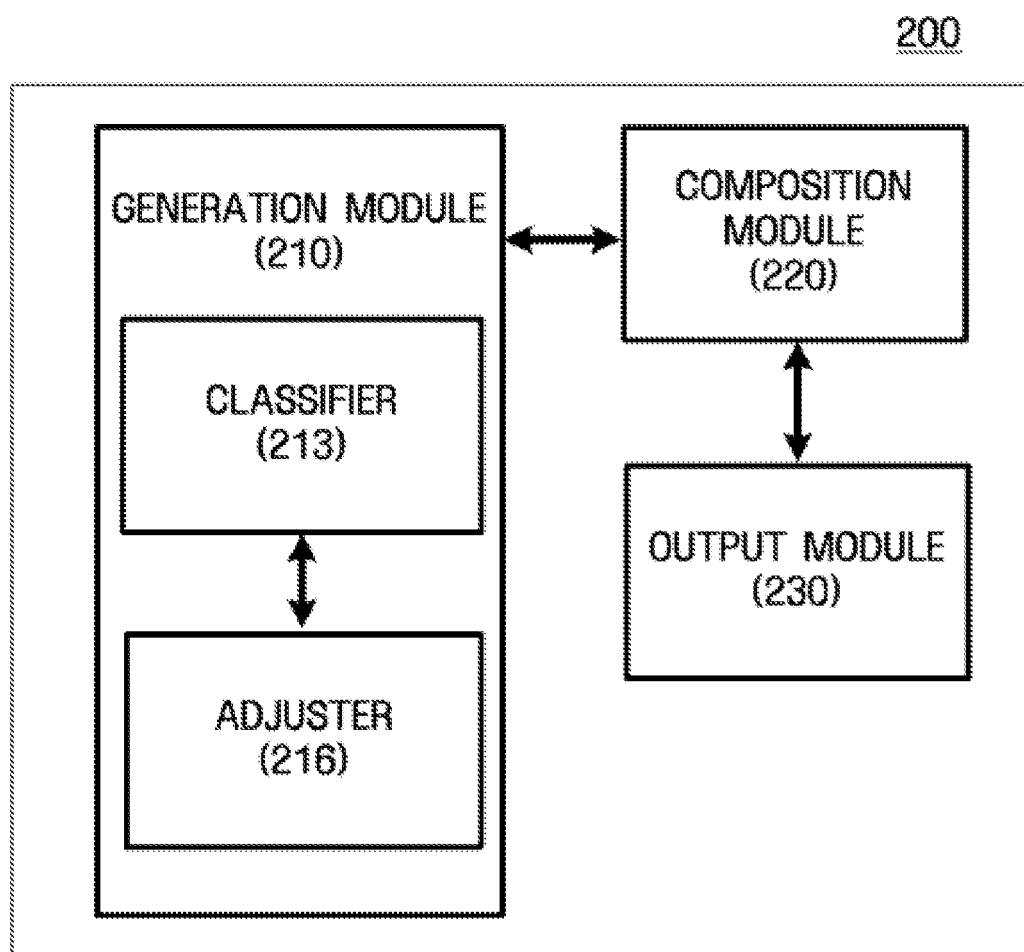 200
GENERATION MODULE
(210)
CLASSIFIER
(213)
ADJUSTER
(216)
COMPOSITION
MODULE
(220)
OUTPUT MODULE
(230)